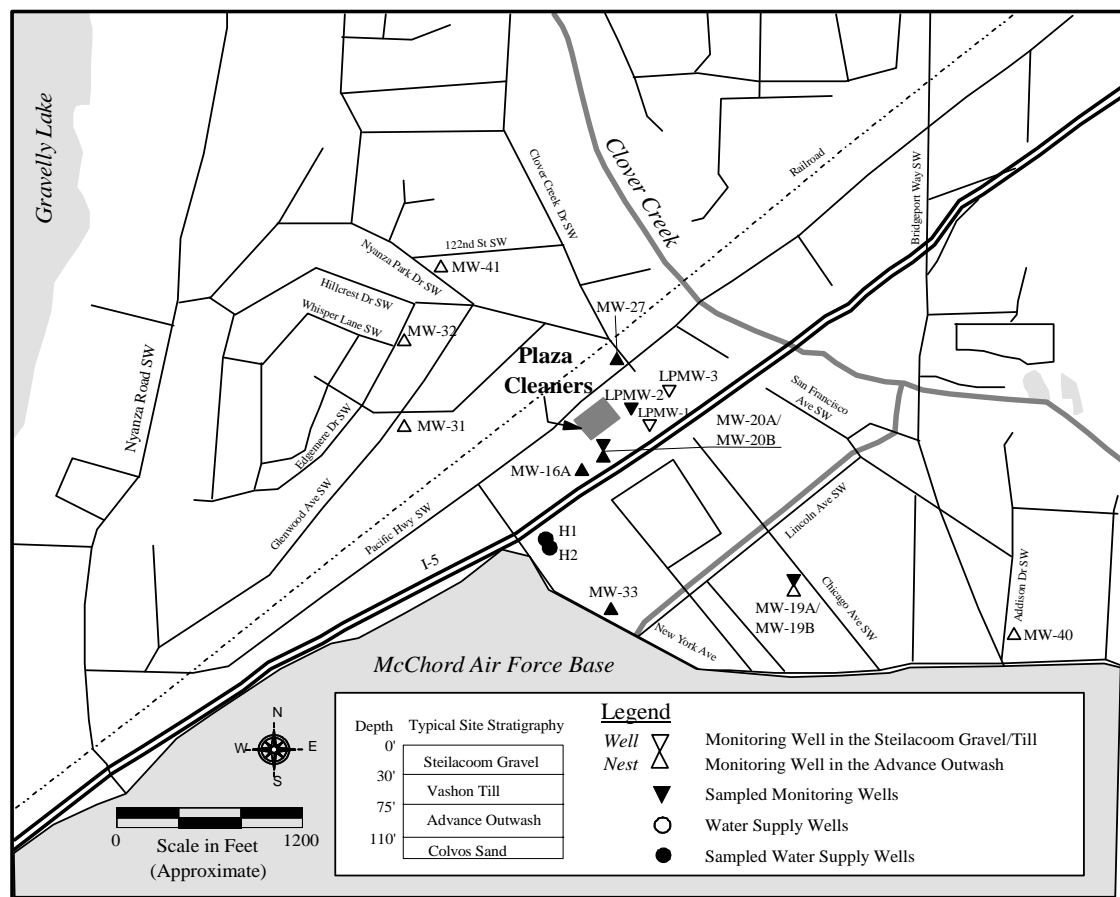 Gravelly Lake
Clover Creek
Clover Creek Dr SW
Railroad
Bridgeport Way SW
122nd St SW
Nyanza Park Dr SW
MW-41
Hillcrest Dr SW
Whisper Lane SW
MW-32
MW-27
Plaza
Cleaners
LPMW-3
LPMW-2
LPMW-1
San Francisco
Ave SW
MW-20A/
MW-20B
Nyanza Road SW
Edgemere Dr SW
MW-31
MW-16A
Glenwood Ave SW
Pacific Hwy SW
Lincoln Ave SW
I-5
H1
H2
MW-33
MW-19A/
MW-19B
Chicago Ave SW
Addison Dr SW
MW-40
New York Ave
McChord Air Force Base
N
W
E
S
0
1200
Scale in Feet
(Approximate)
Depth
Typical Site Stratigraphy
0'
Steilacoom Gravel
30'
Vashon Till
75'
Advance Outwash
110'
Colvos Sand
Legend
Well
Monitoring Well in the Steilacoom Gravel/Till
Nest
Monitoring Well in the Advance Outwash
Sampled Monitoring Wells
Water Supply Wells
Sampled Water Supply Wells